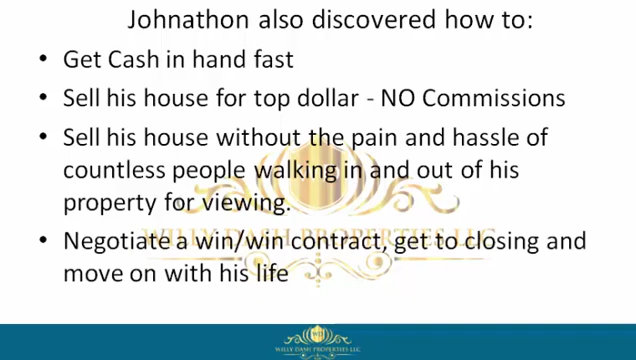 Johnathon also discovered how to:
• Get Cash in hand fast
• Sell his house for top dollar - NO Commissions
• Sell his house without the pain and hassle of
countless people walking in and out of his
property for viewing.
• Negotiate a win/win contract, get to closing and
move on with his life
WILLY DASH PROPERTIES LLC
WILLY DASH PROPERTIES LLC